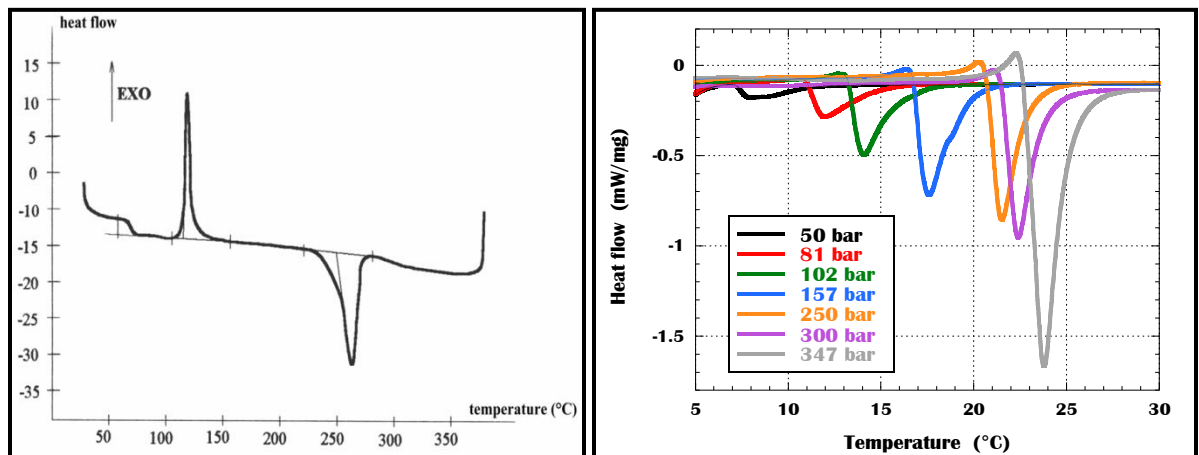 heat flow
15
EXO
10
5
0
-10
-15
-20
-25
-30
-35
temperature (°C)
50 100 150 200 250 300 350
0
-0.5
-1
-1.5
Heat flow (mW/mg)
50 bar
81 bar
102 bar
157 bar
250 bar
300 bar
347 bar
5 10 15 20 25 30
Temperature (°C)